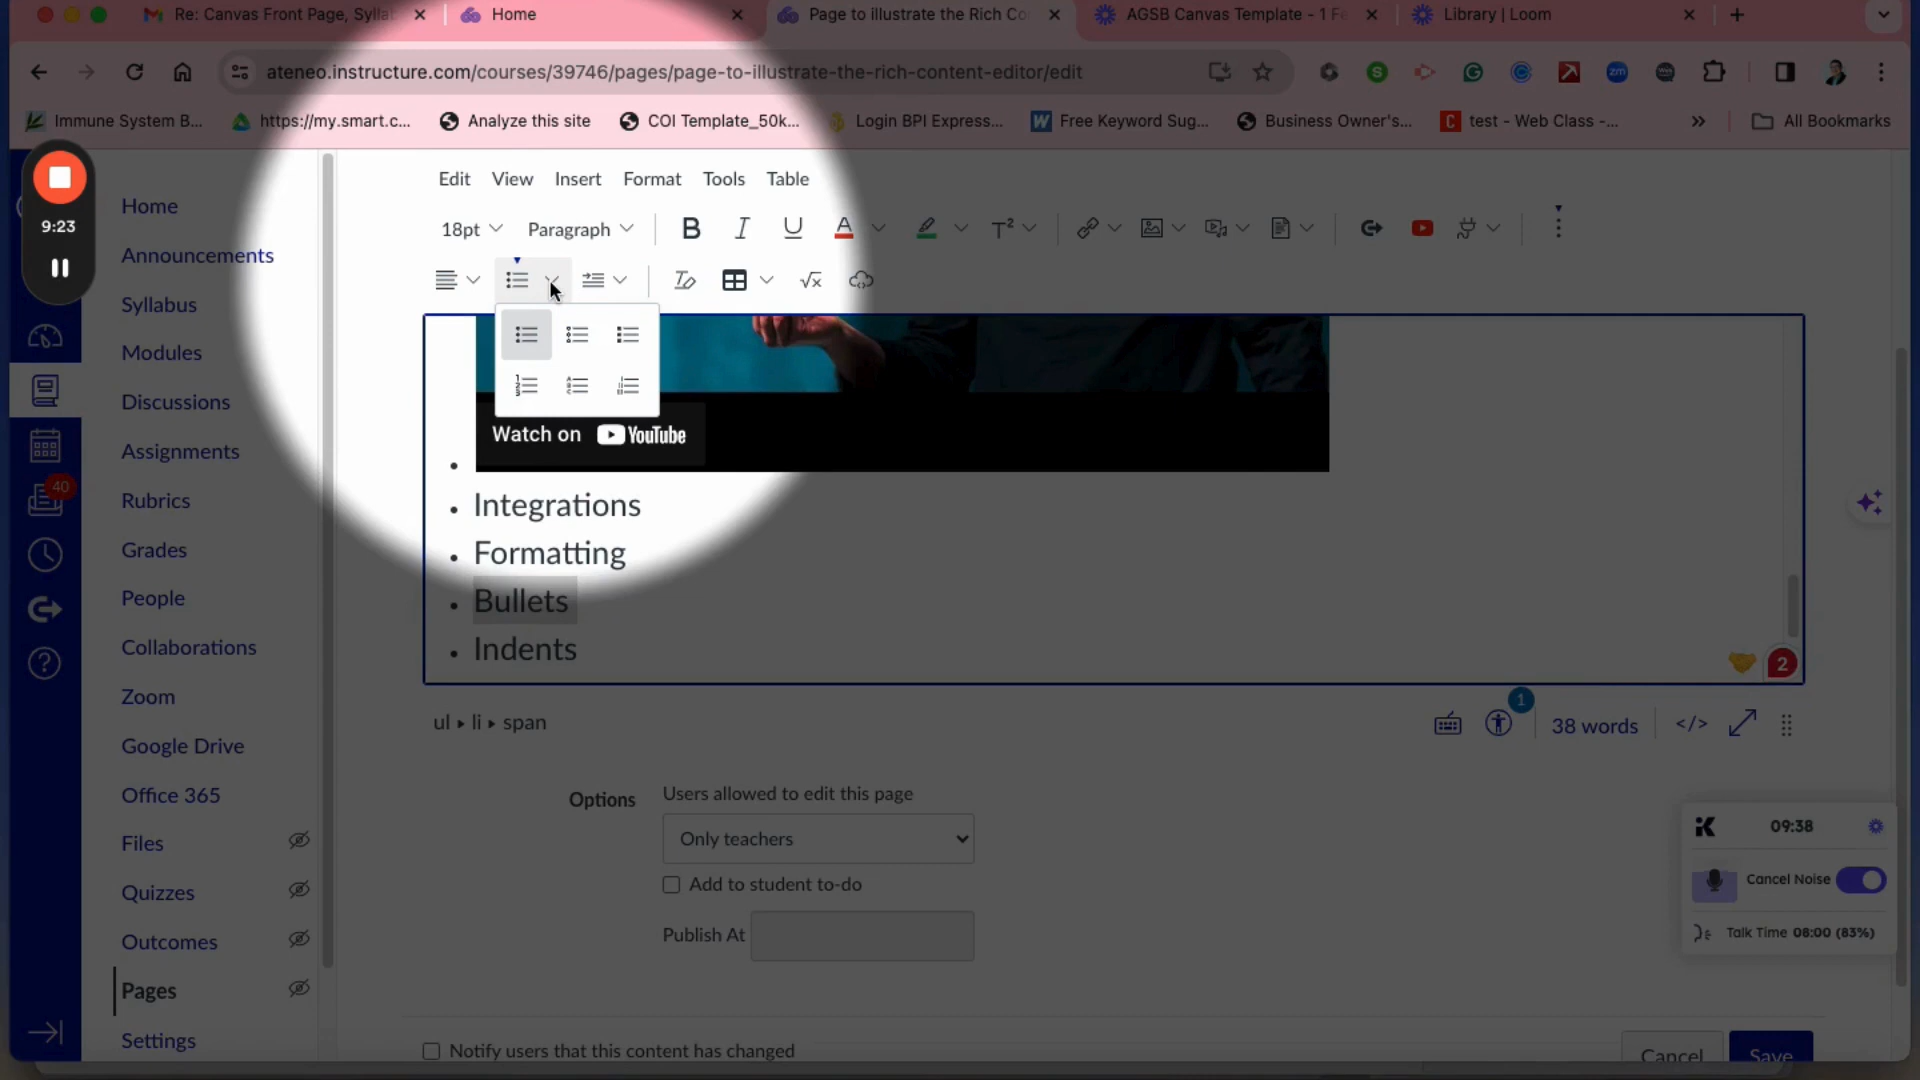 Re: Canvas Front Page, Syllab
Home
Page to illustrate the Rich Co
AGSB Canvas Template - 1 Fe
Library | Loom
ateneo.instructure.com/courses/39746/pages/page-to-illustrate-the-rich-content-editor/edit
Immune System B...
https://my.smart.c...
Analyze this site
COI Template_50k...
Login BPI Express...
Free Keyword Sug...
Business Owner's...
test - Web Class -...
All Bookmarks
9:23
Edit View Insert Format Tools Table
18pt Paragraph
Home
Announcements
Syllabus
Modules
Discussions
Assignments
Rubrics
Grades
People
Collaborations
Zoom
Google Drive
Office 365
Files
Quizzes
Outcomes
Pages
Settings
40
Watch on YouTube
Integrations
Formatting
Bullets
Indents
2
ul ▸ li ▸ span
1
38 words
</>
Options
Users allowed to edit this page
Only teachers
Add to student to-do
Publish At
09:38
Cancel Noise
Talk Time 08:00 (83%)
Notify users that this content has changed
Cancel
Save